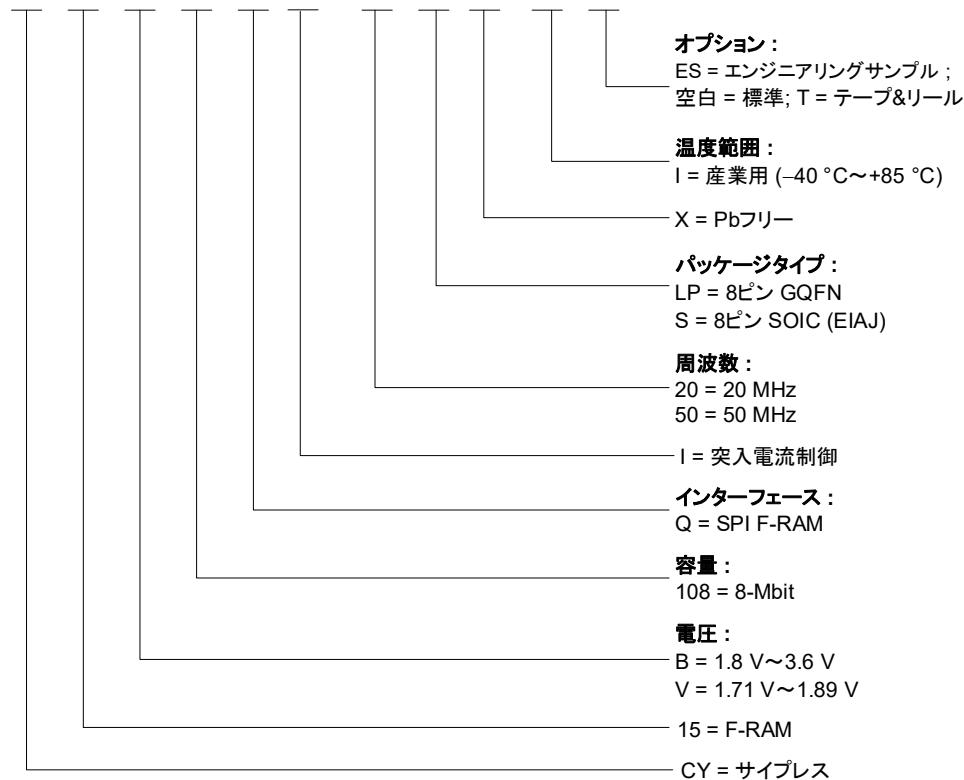 オプション :
ES = エンジニアリングサンプル ;
空白 = 標準; T = テープ&リール
温度範囲 :
I = 産業用 (–40 °C～+85 °C)
X = Pbフリー
パッケージタイプ :
LP = 8ピン GQFN
S = 8ピン SOIC (EIAJ)
周波数 :
20 = 20 MHz
50 = 50 MHz
I = 突入電流制御
インターフェース :
Q = SPI F-RAM
容量 :
108 = 8-Mbit
電圧 :
B = 1.8 V～3.6 V
V = 1.71 V～1.89 V
15 = F-RAM
CY = サイプレス